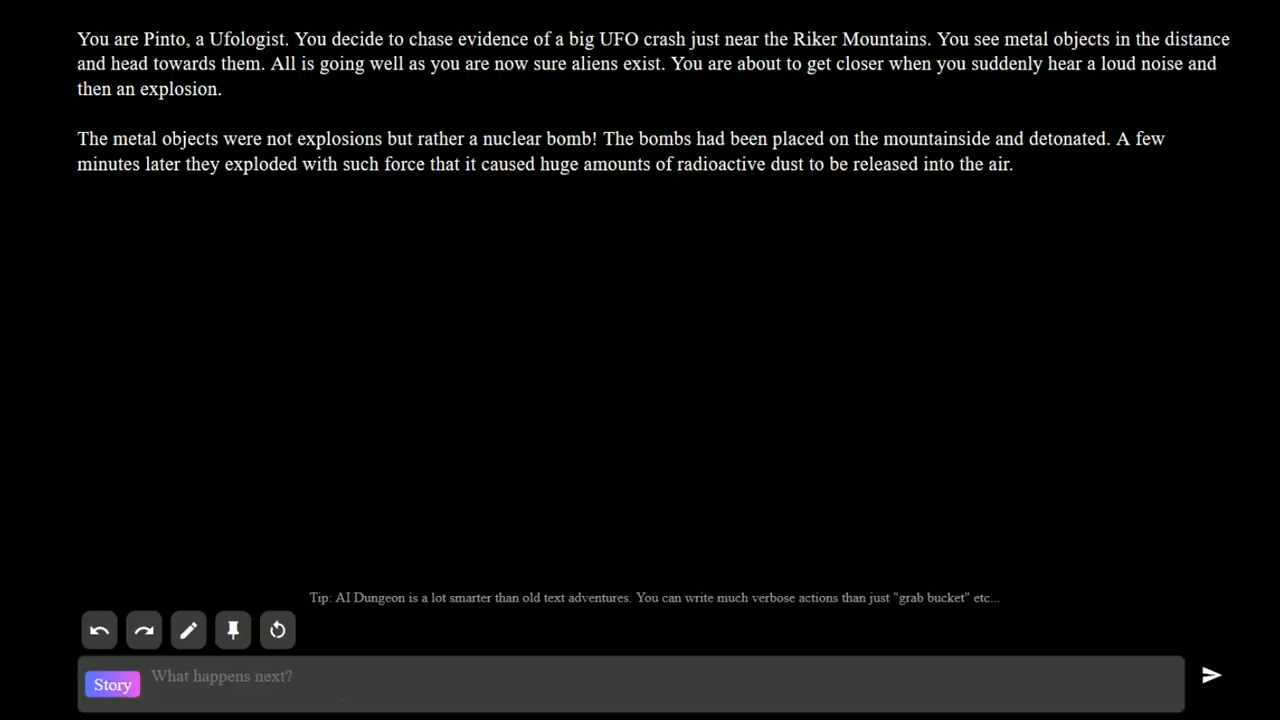 You are Pinto, a Ufologist. You decide to chase evidence of a big UFO crash just near the Riker Mountains. You see metal objects in the distance
and head towards them. All is going well as you are now sure aliens exist. You are about to get closer when you suddenly hear a loud noise and
then an explosion.
The metal objects were not explosions but rather a nuclear bomb! The bombs had been placed on the mountainside and detonated. A few
minutes later they exploded with such force that it caused huge amounts of radioactive dust to be released into the air.
Tip: AI Dungeon is a lot smarter than old text adventures. You can write much verbose actions than just "grab bucket" etc...
Story
What happens next?